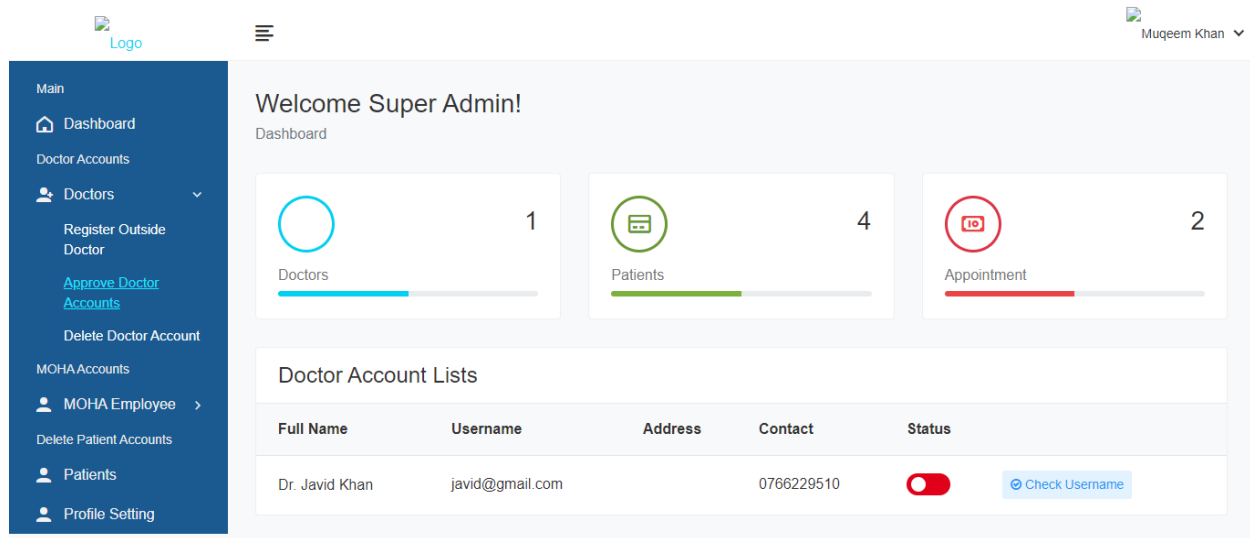 Logo
Muqeem Khan
Main
Dashboard
Doctor Accounts
Doctors
Register Outside
Doctor
Approve Doctor
Accounts
Delete Doctor Account
MOHA Accounts
MOHA Employee
Delete Patient Accounts
Patients
Profile Setting
Welcome Super Admin!
Dashboard
1
Doctors
4
Patients
10
2
Appointment
Doctor Account Lists
Full Name Username Address Contact Status
Dr. Javid Khan javid@gmail.com 0766229510 Check Username